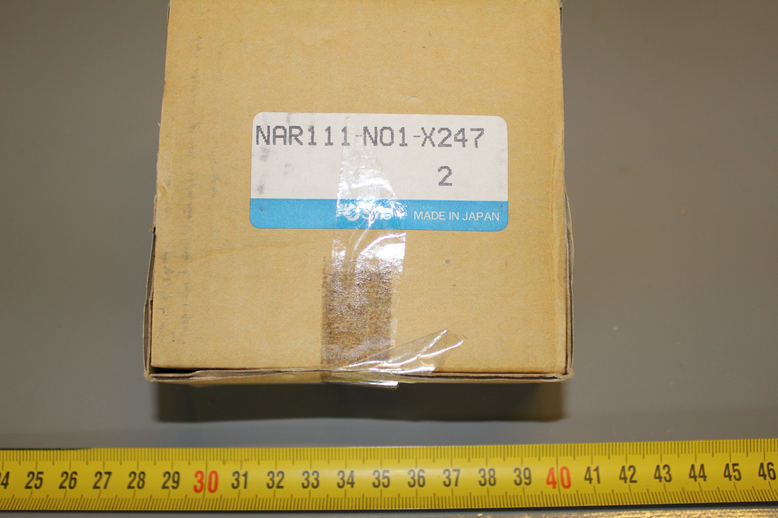 NAR111-N01-X247
2
SMC MADE IN JAPAN
24 25 26 27 28 29 30 31 32 33 34 35 36 37 38 39 40 41 42 43 44 45 46